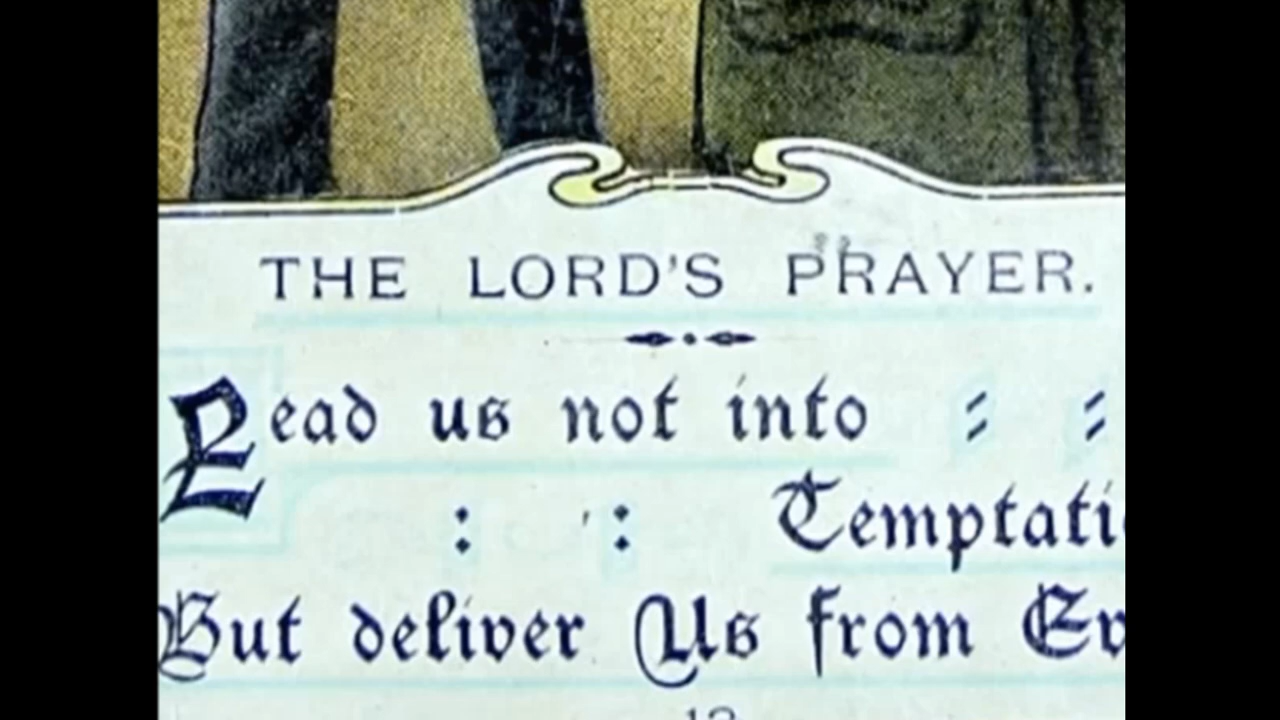 THE LORD'S PRAYER.
Lead us not into : :
: : Temptati
But deliver Us from Ev